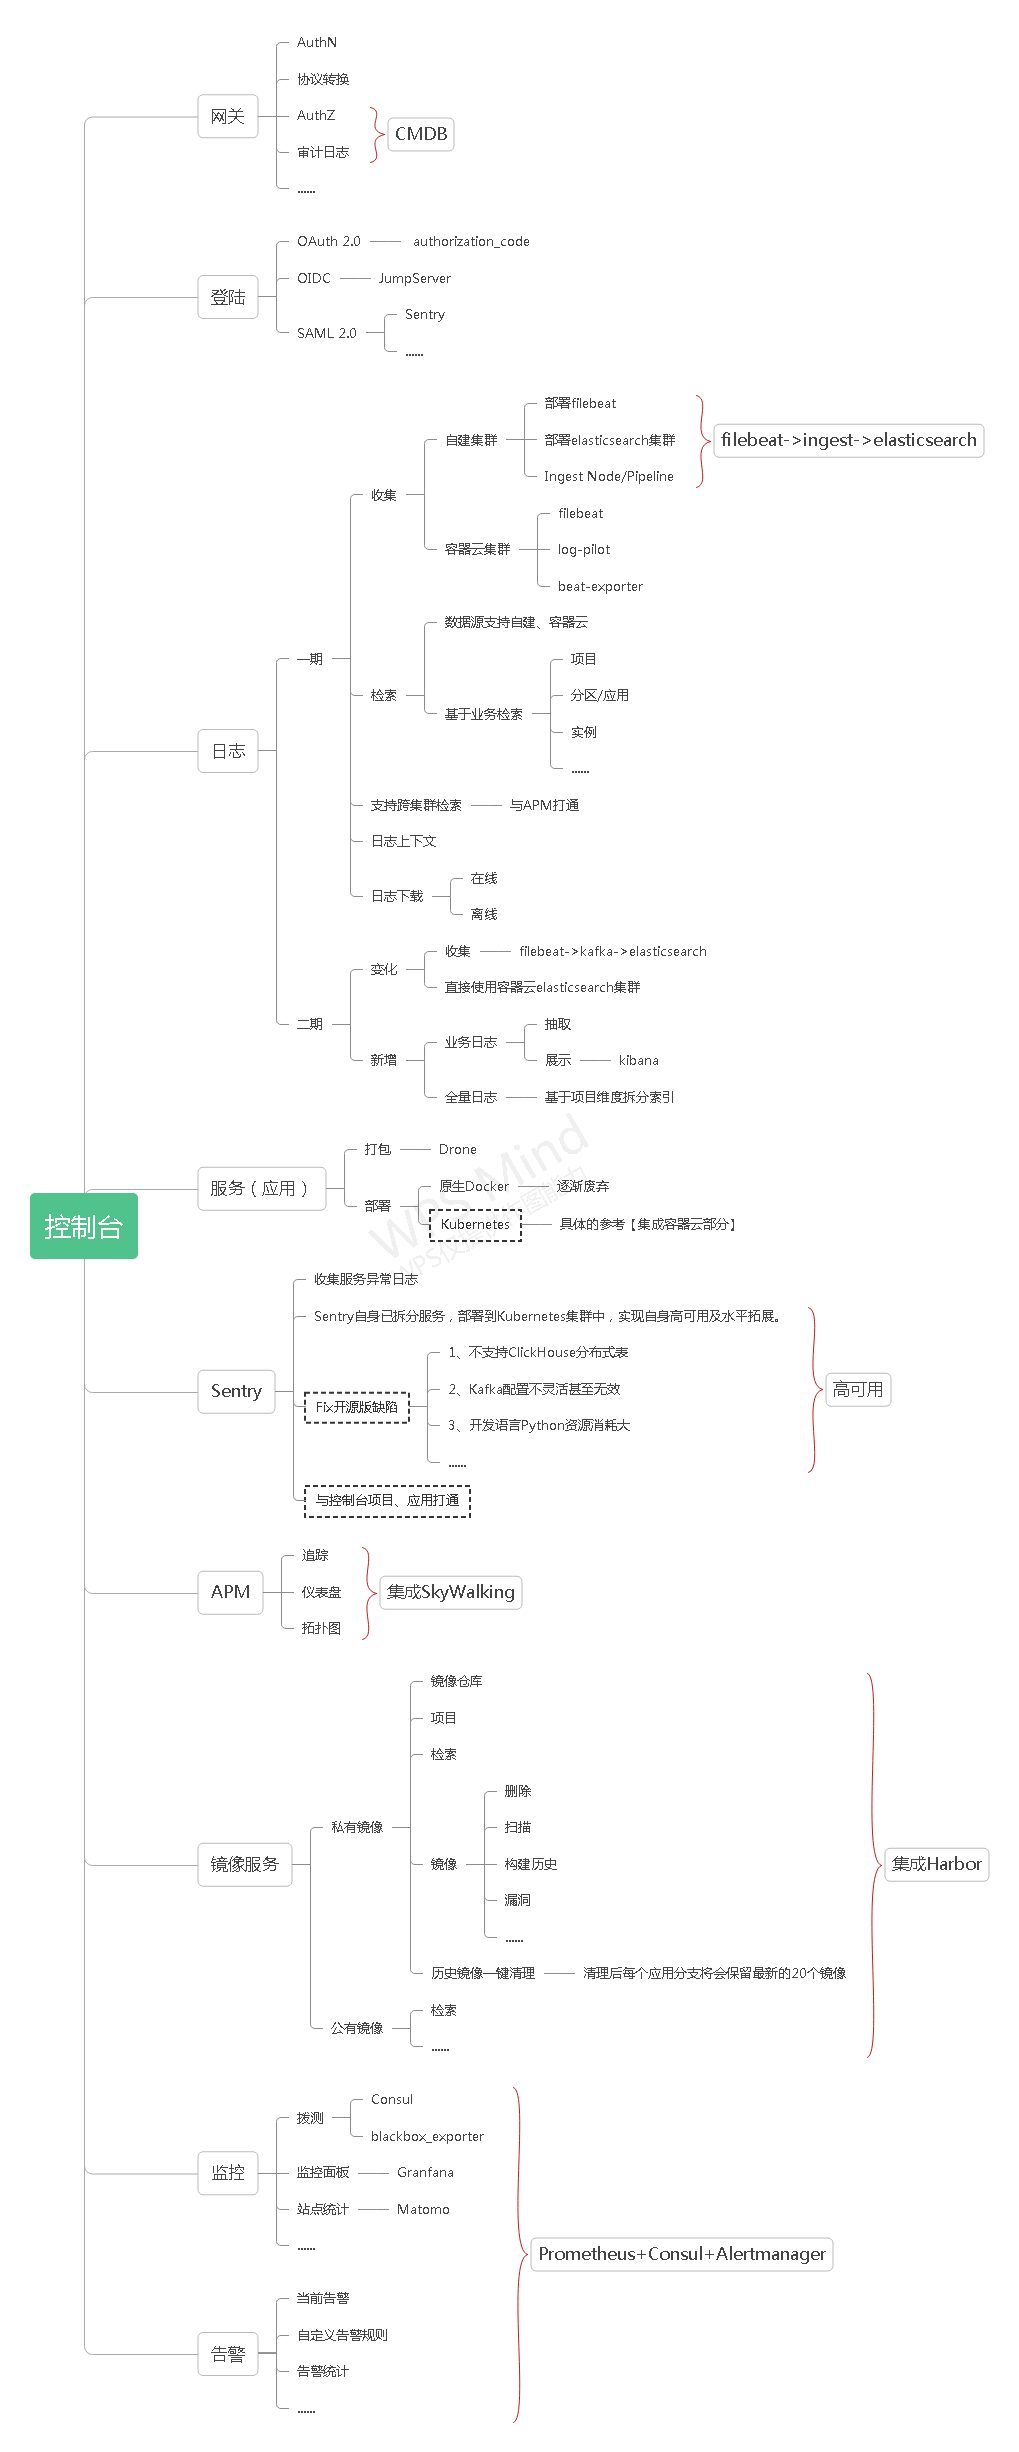 AuthN
协议转换
网关
AuthZ
CMDB
审计日志
......
OAuth 2.0
authorization_code
OIDC
JumpServer
登陆
Sentry
SAML 2.0
......
部署filebeat
自建集群
部署elasticsearch集群
filebeat->ingest->elasticsearch
Ingest Node/Pipeline
收集
filebeat
容器云集群
log-pilot
beat-exporter
数据源支持自建、容器云
一期
项目
检索
分区/应用
基于业务检索
实例
日志
......
支持跨集群检索
与APM打通
日志上下文
在线
日志下载
离线
收集
filebeat->kafka->elasticsearch
变化
直接使用容器云elasticsearch集群
二期
抽取
业务日志
新增
展示
kibana
全量日志
基于项目维度拆分索引
打包
Drone
服务（应用）
原生Docker
逐渐废弃
部署
Kubernetes
具体的参考【集成容器云部分】
控制台
WPS Mind
收集服务异常日志
Sentry自身已拆分服务，部署到Kubernetes集群中，实现自身高可用及水平拓展。
1、不支持ClickHouse分布式表
Sentry
2、Kafka配置不灵活甚至无效
高可用
Fix开源版缺陷
3、开发语言Python资源消耗大
......
与控制台项目、应用打通
追踪
APM
仪表盘
集成SkyWalking
拓扑图
镜像仓库
项目
检索
删除
私有镜像
扫描
镜像服务
镜像
构建历史
集成Harbor
漏洞
......
历史镜像一键清理
清理后每个应用分支将会保留最新的20个镜像
检索
公有镜像
......
Consul
拨测
blackbox_exporter
监控
监控面板
Granfana
站点统计
Matomo
......
Prometheus+Consul+Alertmanager
当前告警
自定义告警规则
告警
告警统计
......